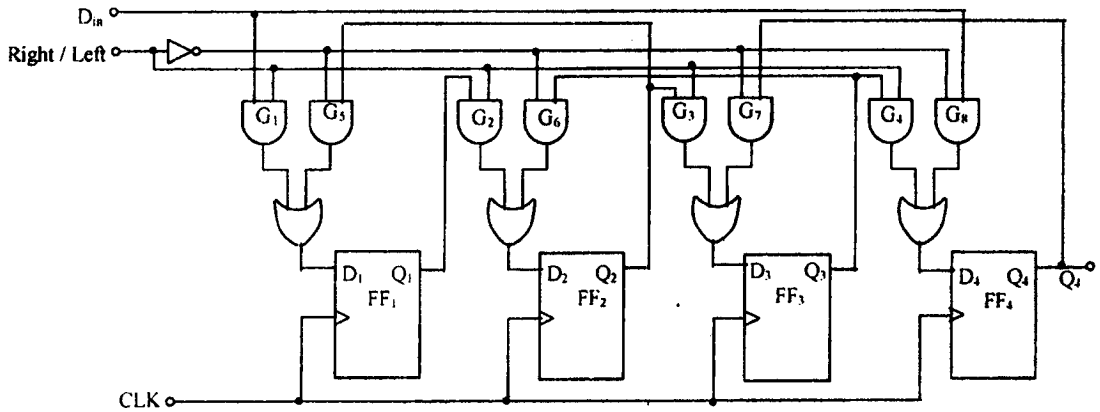 D_in
Right / Left
G₁
G₅
G₂
G₆
G₃
G₇
G₄
G₈
D₁ Q₁
FF₁
D₂ Q₂
FF₂
D₃ Q₃
FF₃
D₄ Q₄
FF₄
Q₄
CLK